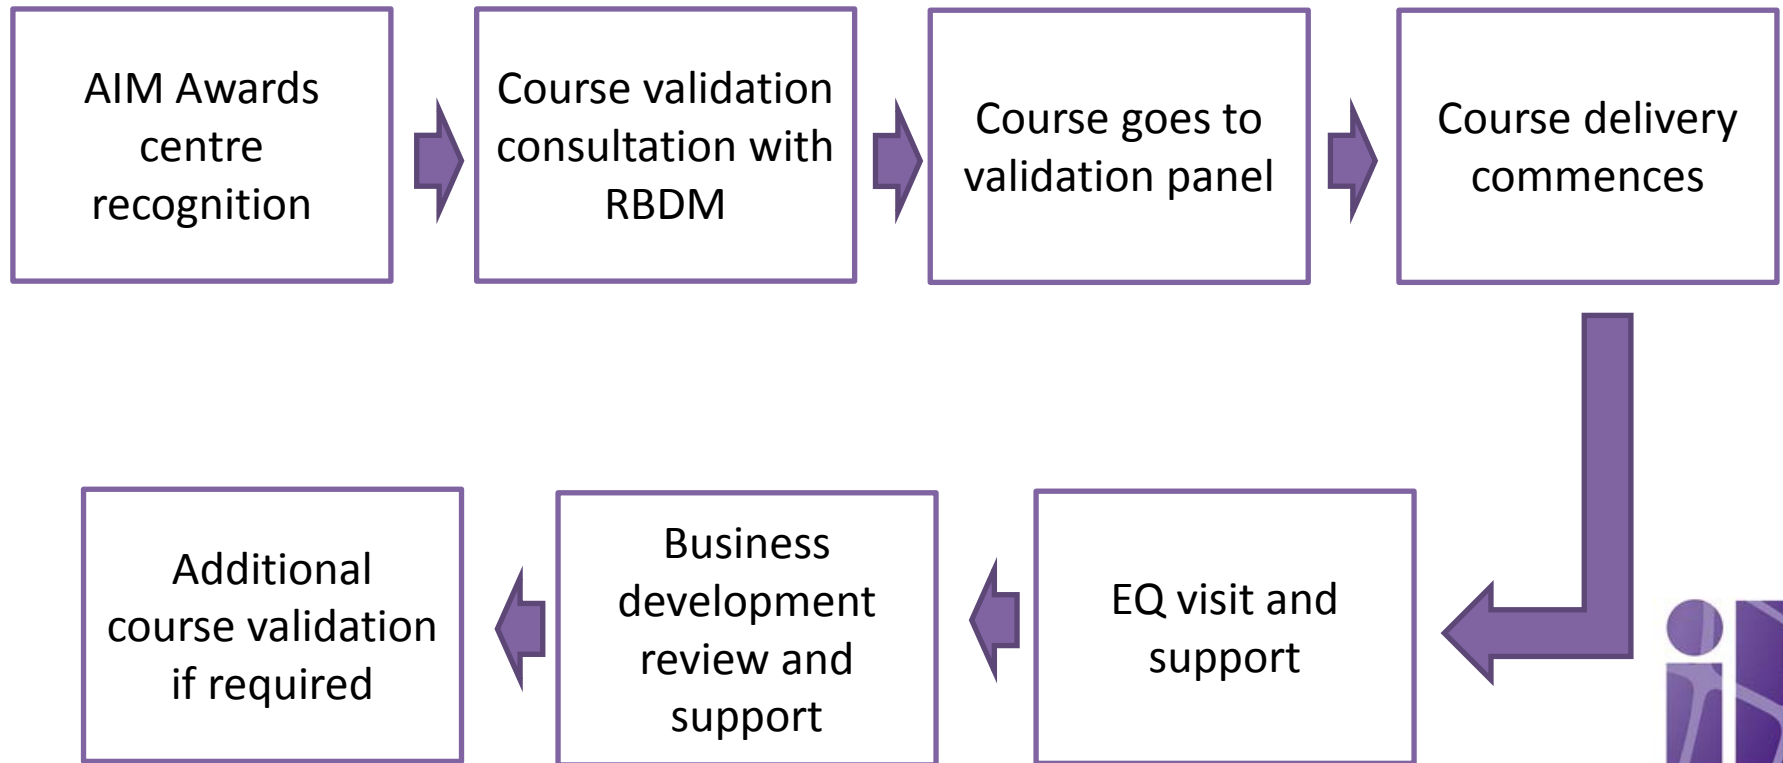 AIM Awards
centre
recognition
Course validation
consultation with
RBDM
Course goes to
validation panel
Course delivery
commences
EQ visit and
support
Business
development
review and
support
Additional
course validation
if required